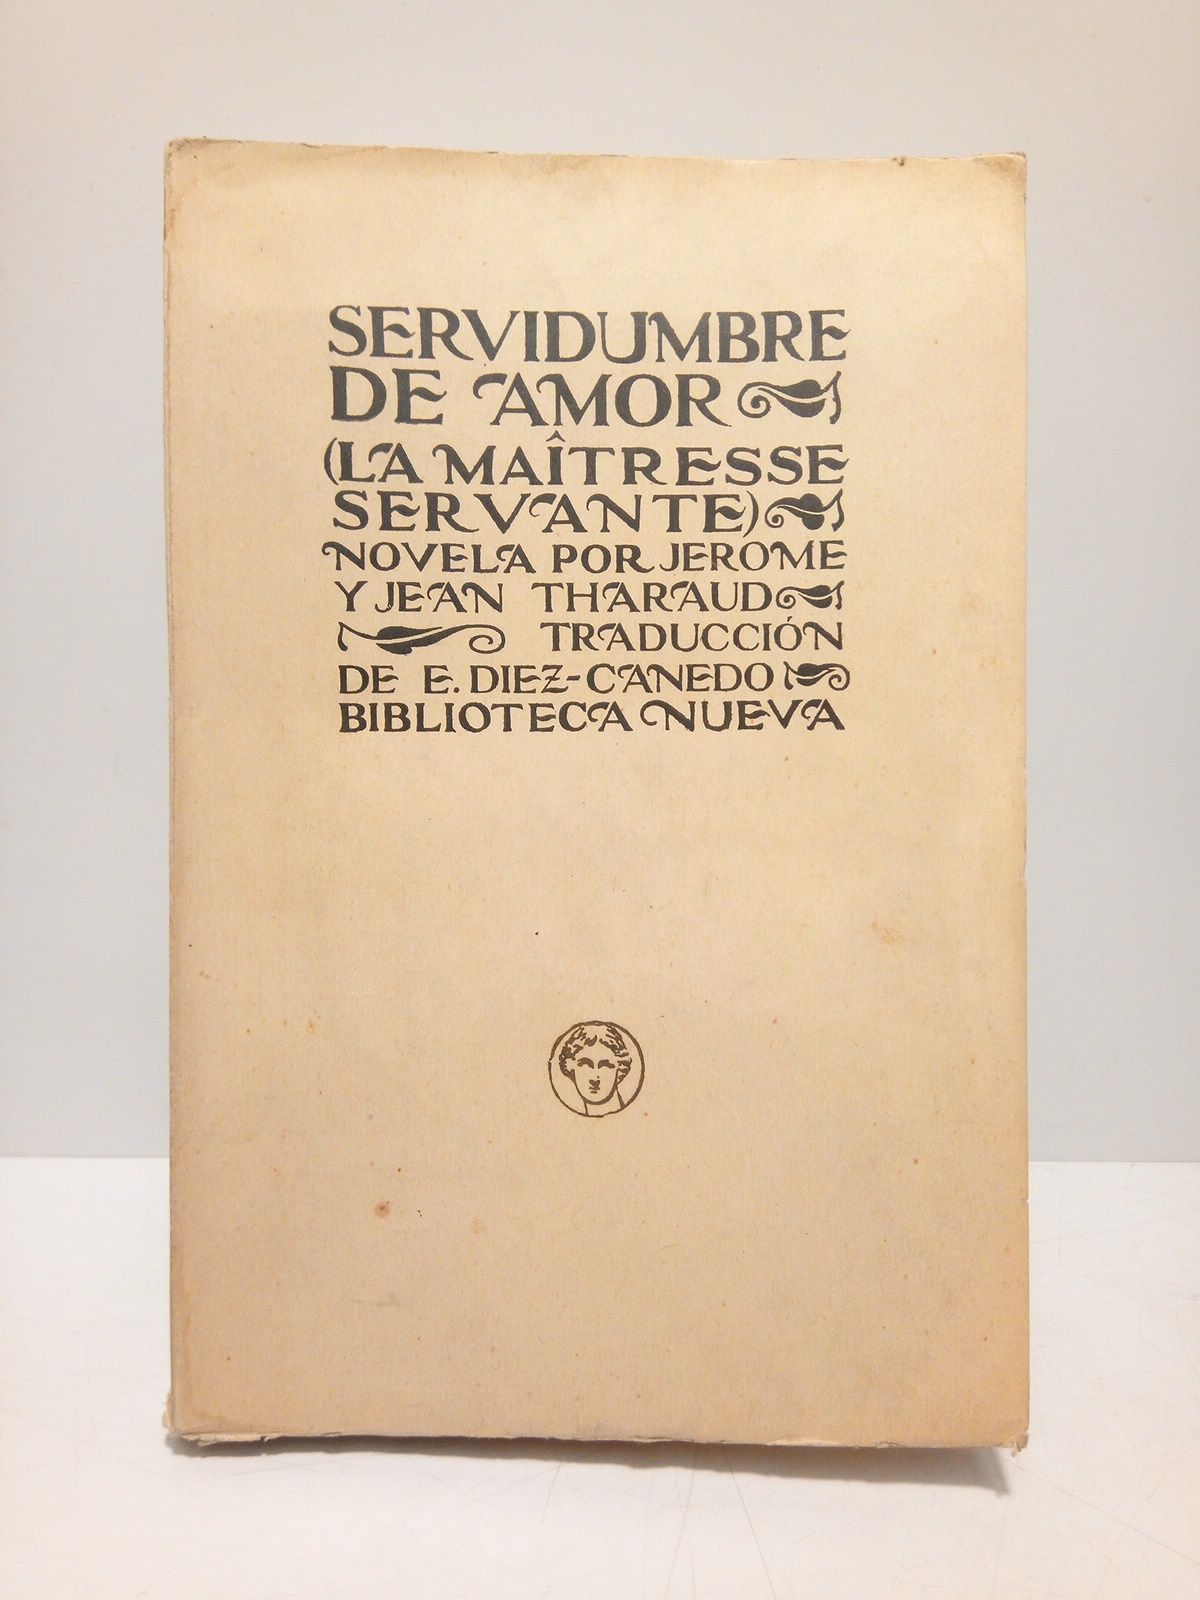 SERVIDUMBRE
DE AMOR
(LA MAÎTRESSE
SERVANTE)
NOVELA POR JEROME
Y JEAN THARAUD
TRADUCCIÓN
DE E. DIEZ-CANEDO
BIBLIOTECA NUEVA